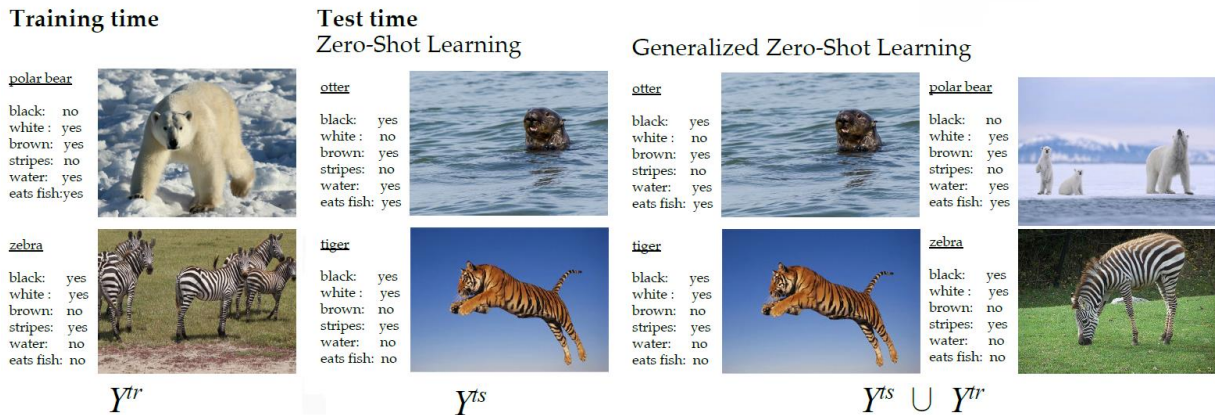 Training time
polar bear
black: no
white : yes
brown: yes
stripes: no
water: yes
eats fish:yes
zebra
black: yes
white : yes
brown: no
stripes: yes
water: no
eats fish: no
Y^tr
Test time
Zero-Shot Learning
otter
black: yes
white : no
brown: yes
stripes: no
water: yes
eats fish: yes
tiger
black: yes
white : yes
brown: no
stripes: yes
water: no
eats fish: no
Y^ts
Generalized Zero-Shot Learning
otter
black: yes
white : no
brown: yes
stripes: no
water: yes
eats fish: yes
tiger
black: yes
white : yes
brown: no
stripes: yes
water: no
eats fish: no
polar bear
black: no
white : yes
brown: yes
stripes: no
water: yes
eats fish: yes
zebra
black: yes
white : yes
brown: no
stripes: yes
water: no
eats fish: no
Y^ts ∪ Y^tr